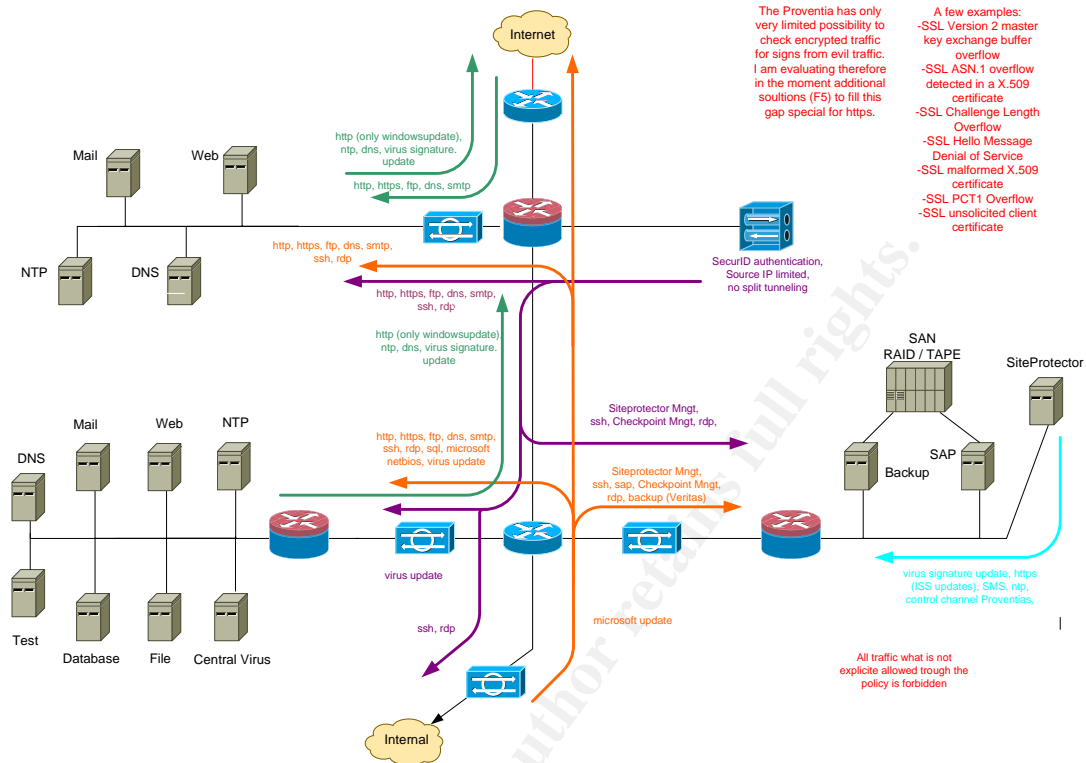 The Proventia has only
very limited possibility to
check encrypted traffic
for signs from evil traffic.
I am evaluating therefore
in the moment additional
soultions (F5) to fill this
gap special for https.
A few examples:
-SSL Version 2 master
key exchange buffer
overflow
-SSL ASN.1 overflow
detected in a X.509
certificate
-SSL Challenge Length
Overflow
-SSL Hello Message
Denial of Service
-SSL malformed X.509
certificate
-SSL PCT1 Overflow
-SSL unsolicited client
certificate
Internet
http (only windowsupdate),
ntp, dns, virus signature.
update
http, https, ftp, dns, smtp
Mail
Web
NTP
DNS
http, https, ftp, dns, smtp,
ssh, rdp
SecurID authentication,
Source IP limited,
no split tunneling
http, https, ftp, dns, smtp,
ssh, rdp
http (only windowsupdate),
ntp, dns, virus signature.
update
SAN
RAID / TAPE
SiteProtector
Siteprotector Mngt,
ssh, Checkpoint Mngt, rdp,
Backup
SAP
Mail
Web
NTP
DNS
http, https, ftp, dns, smtp,
ssh, rdp, sql, microsoft
netbios, virus update
Siteprotector Mngt,
ssh, sap, Checkpoint Mngt,
rdp, backup (Veritas)
virus update
virus signature update, https
(ISS updates), SMS, ntp,
control channel Proventias,
ssh, rdp
microsoft update
Test
Database
File
Central Virus
All traffic what is not
explicite allowed trough the
policy is forbidden
Internal
author retains full rights.